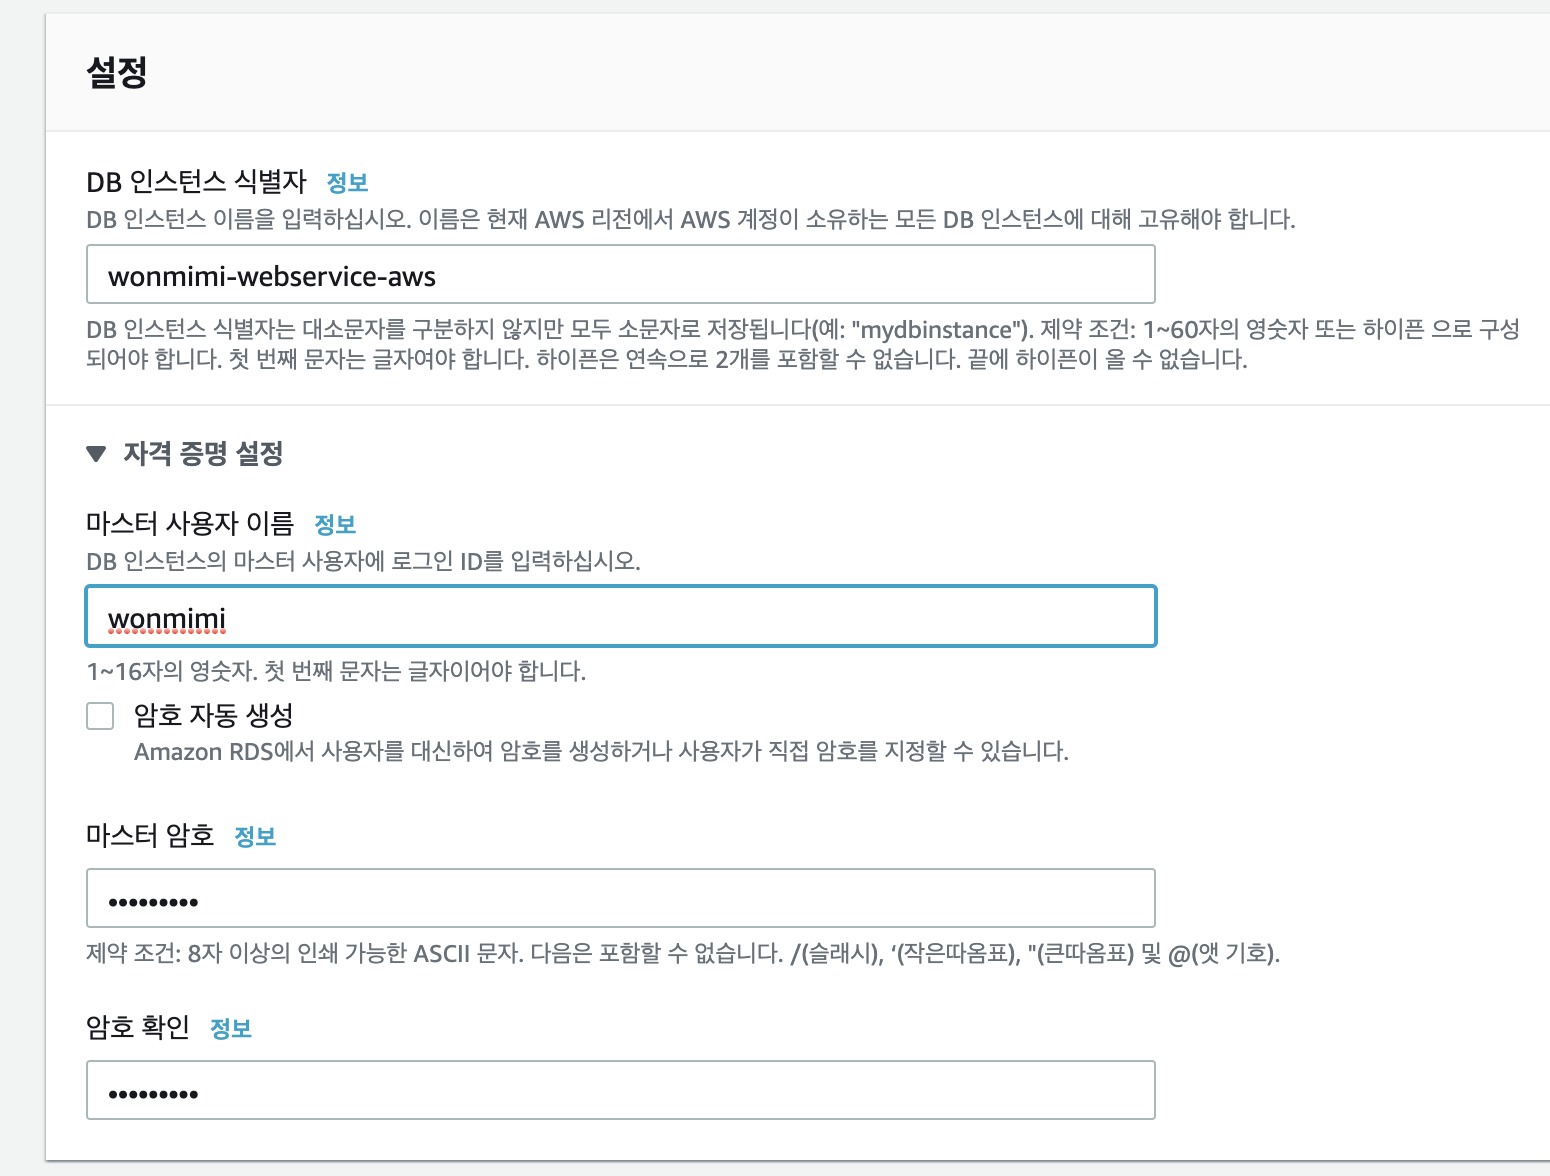 설정
DB 인스턴스 식별자 정보
DB 인스턴스 이름을 입력하십시오. 이름은 현재 AWS 리전에서 AWS 계정이 소유하는 모든 DB 인스턴스에 대해 고유해야 합니다.
wonmimi-webservice-aws
DB 인스턴스 식별자는 대소문자를 구분하지 않지만 모두 소문자로 저장됩니다(예: "mydbinstance"). 제약 조건: 1~60자의 영숫자 또는 하이픈 으로 구성
되어야 합니다. 첫 번째 문자는 글자여야 합니다. 하이픈은 연속으로 2개를 포함할 수 없습니다. 끝에 하이픈이 올 수 없습니다.
▼ 자격 증명 설정
마스터 사용자 이름 정보
DB 인스턴스의 마스터 사용자에 로그인 ID를 입력하십시오.
wonmimi
1~16자의 영숫자. 첫 번째 문자는 글자이어야 합니다.
암호 자동 생성
Amazon RDS에서 사용자를 대신하여 암호를 생성하거나 사용자가 직접 암호를 지정할 수 있습니다.
마스터 암호 정보
•••••••••
제약 조건: 8자 이상의 인쇄 가능한 ASCII 문자. 다음은 포함할 수 없습니다. /(슬래시), ‘(작은따옴표), "(큰따옴표) 및 @(앳 기호).
암호 확인 정보
•••••••••